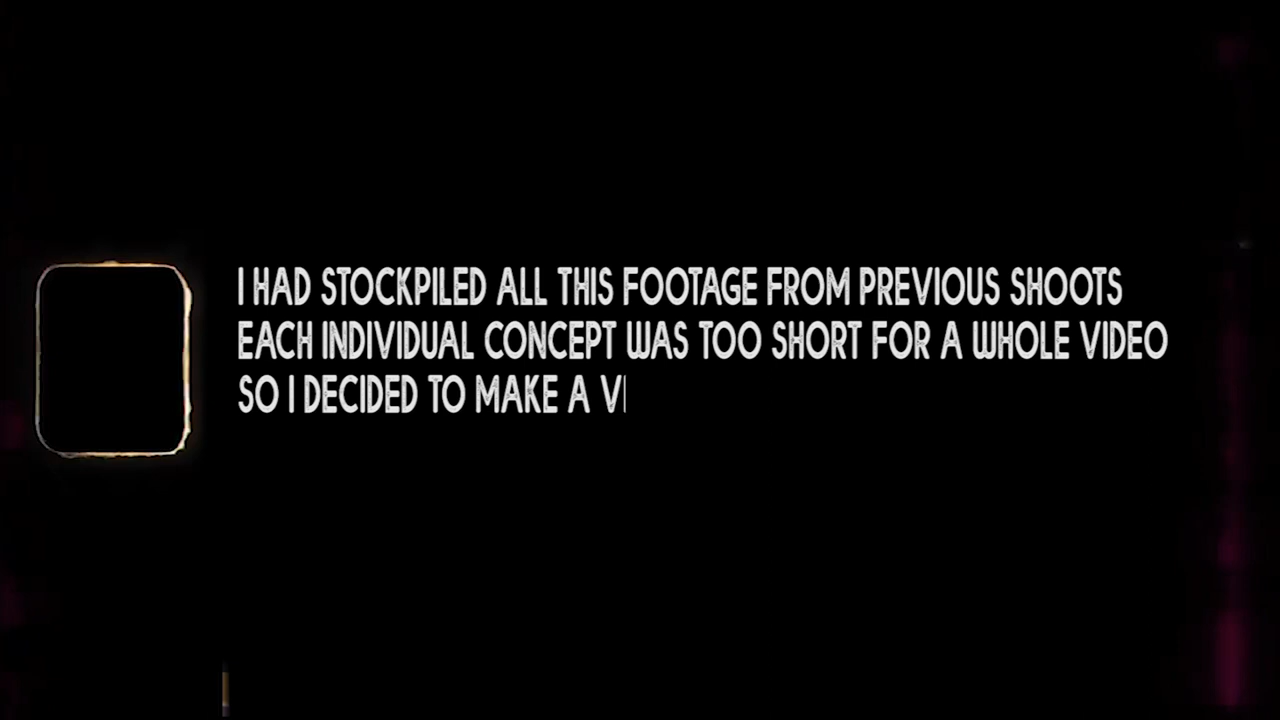 I HAD STOCKPILED ALL THIS FOOTAGE FROM PREVIOUS SHOOTS
EACH INDIVIDUAL CONCEPT WAS TOO SHORT FOR A WHOLE VIDEO
SO I DECIDED TO MAKE A V